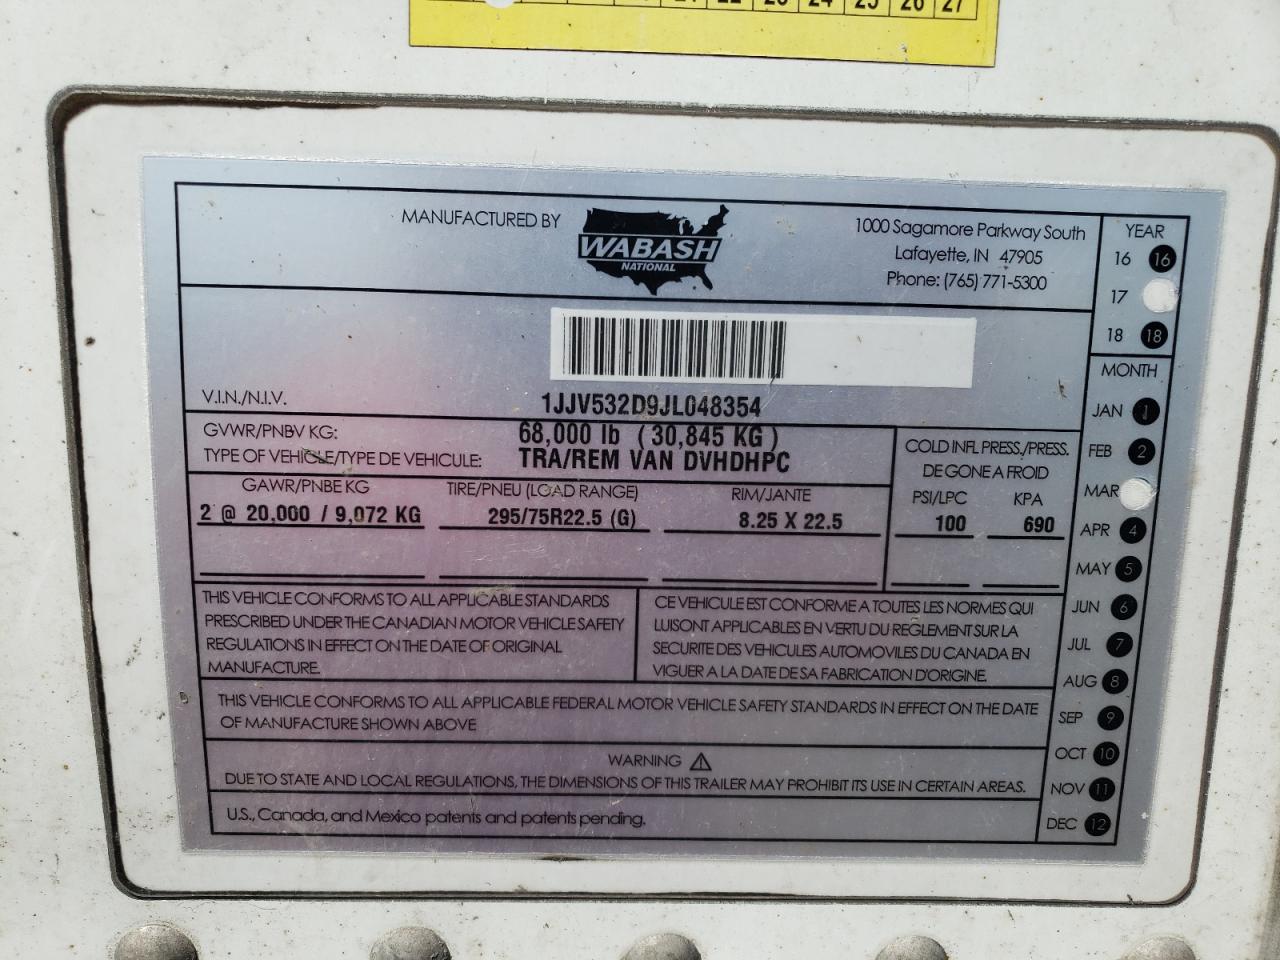 21 22 23 24 25 26 27
MANUFACTURED BY
WABASH
NATIONAL
1000 Sagamore Parkway South
Lafayette, IN 47905
Phone: (765) 771-5300
V.I.N./N.I.V.
1JJV532D9JL048354
GVWR/PNBV KG: 68,000 lb ( 30,845 KG )
TYPE OF VEHICLE/TYPE DE VEHICULE: TRA/REM VAN DVHDHPC
COLD INFL PRESS./PRESS.
DE GONE A FROID
GAWR/PNBE KG TIRE/PNEU (LOAD RANGE) RIM/JANTE PSI/LPC KPA
2 @ 20,000 / 9,072 KG 295/75R22.5 (G) 8.25 X 22.5 100 690
THIS VEHICLE CONFORMS TO ALL APPLICABLE STANDARDS
PRESCRIBED UNDER THE CANADIAN MOTOR VEHICLE SAFETY
REGULATIONS IN EFFECT ON THE DATE OF ORIGINAL
MANUFACTURE.
CE VEHICULE EST CONFORME A TOUTES LES NORMES QUI
LUISONT APPLICABLES EN VERTU DU REGLEMENT SUR LA
SECURITE DES VEHICULES AUTOMOVILES DU CANADA EN
VIGUER A LA DATE DE SA FABRICATION D'ORIGINE.
THIS VEHICLE CONFORMS TO ALL APPLICABLE FEDERAL MOTOR VEHICLE SAFETY STANDARDS IN EFFECT ON THE DATE
OF MANUFACTURE SHOWN ABOVE
WARNING
DUE TO STATE AND LOCAL REGULATIONS, THE DIMENSIONS OF THIS TRAILER MAY PROHIBIT ITS USE IN CERTAIN AREAS.
U.S., Canada, and Mexico patents and patents pending.
YEAR
16 16
17
18 18
MONTH
JAN 1
FEB 2
MAR
APR 4
MAY 5
JUN 6
JUL 7
AUG 8
SEP 9
OCT 10
NOV 11
DEC 12